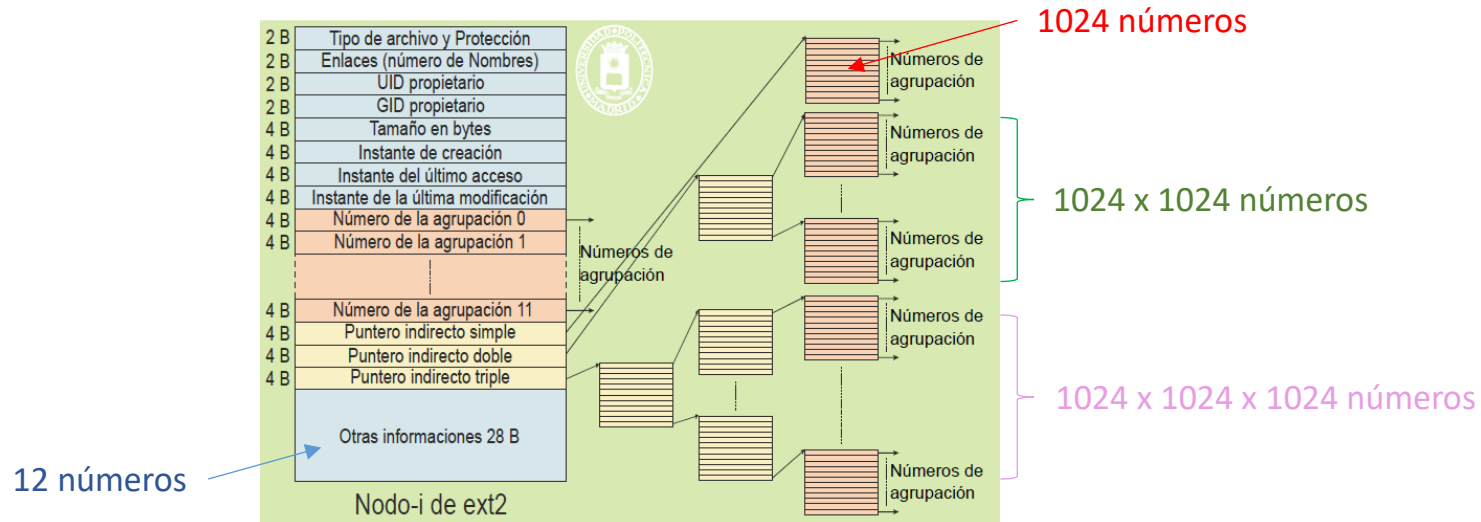 1024 números
2 B Tipo de archivo y Protección
2 B Enlaces (número de Nombres)
2 B UID propietario
2 B GID propietario
4 B Tamaño en bytes
4 B Instante de creación
4 B Instante del último acceso
4 B Instante de la última modificación
4 B Número de la agrupación 0
4 B Número de la agrupación 1
Números de
agrupación
4 B Número de la agrupación 11
4 B Puntero indirecto simple
4 B Puntero indirecto doble
4 B Puntero indirecto triple
Otras informaciones 28 B
12 números
Nodo-i de ext2
UNIVERSIDAD POLITÉCNICA
MADRID
Números de
agrupación
Números de
agrupación
Números de
agrupación
1024 x 1024 números
Números de
agrupación
Números de
agrupación
1024 x 1024 x 1024 números